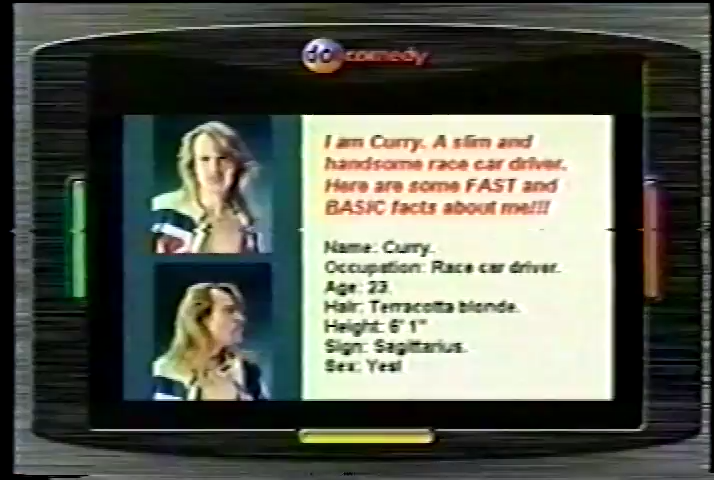 do comedy
I am Curry. A slim and
handsome race car driver.
Here are some FAST and
BASIC facts about me!!!
Name: Curry.
Occupation: Race car driver.
Age: 23.
Hair: Terracotta blonde.
Height: 6' 1"
Sign: Sagittarius.
Sex: Yes!